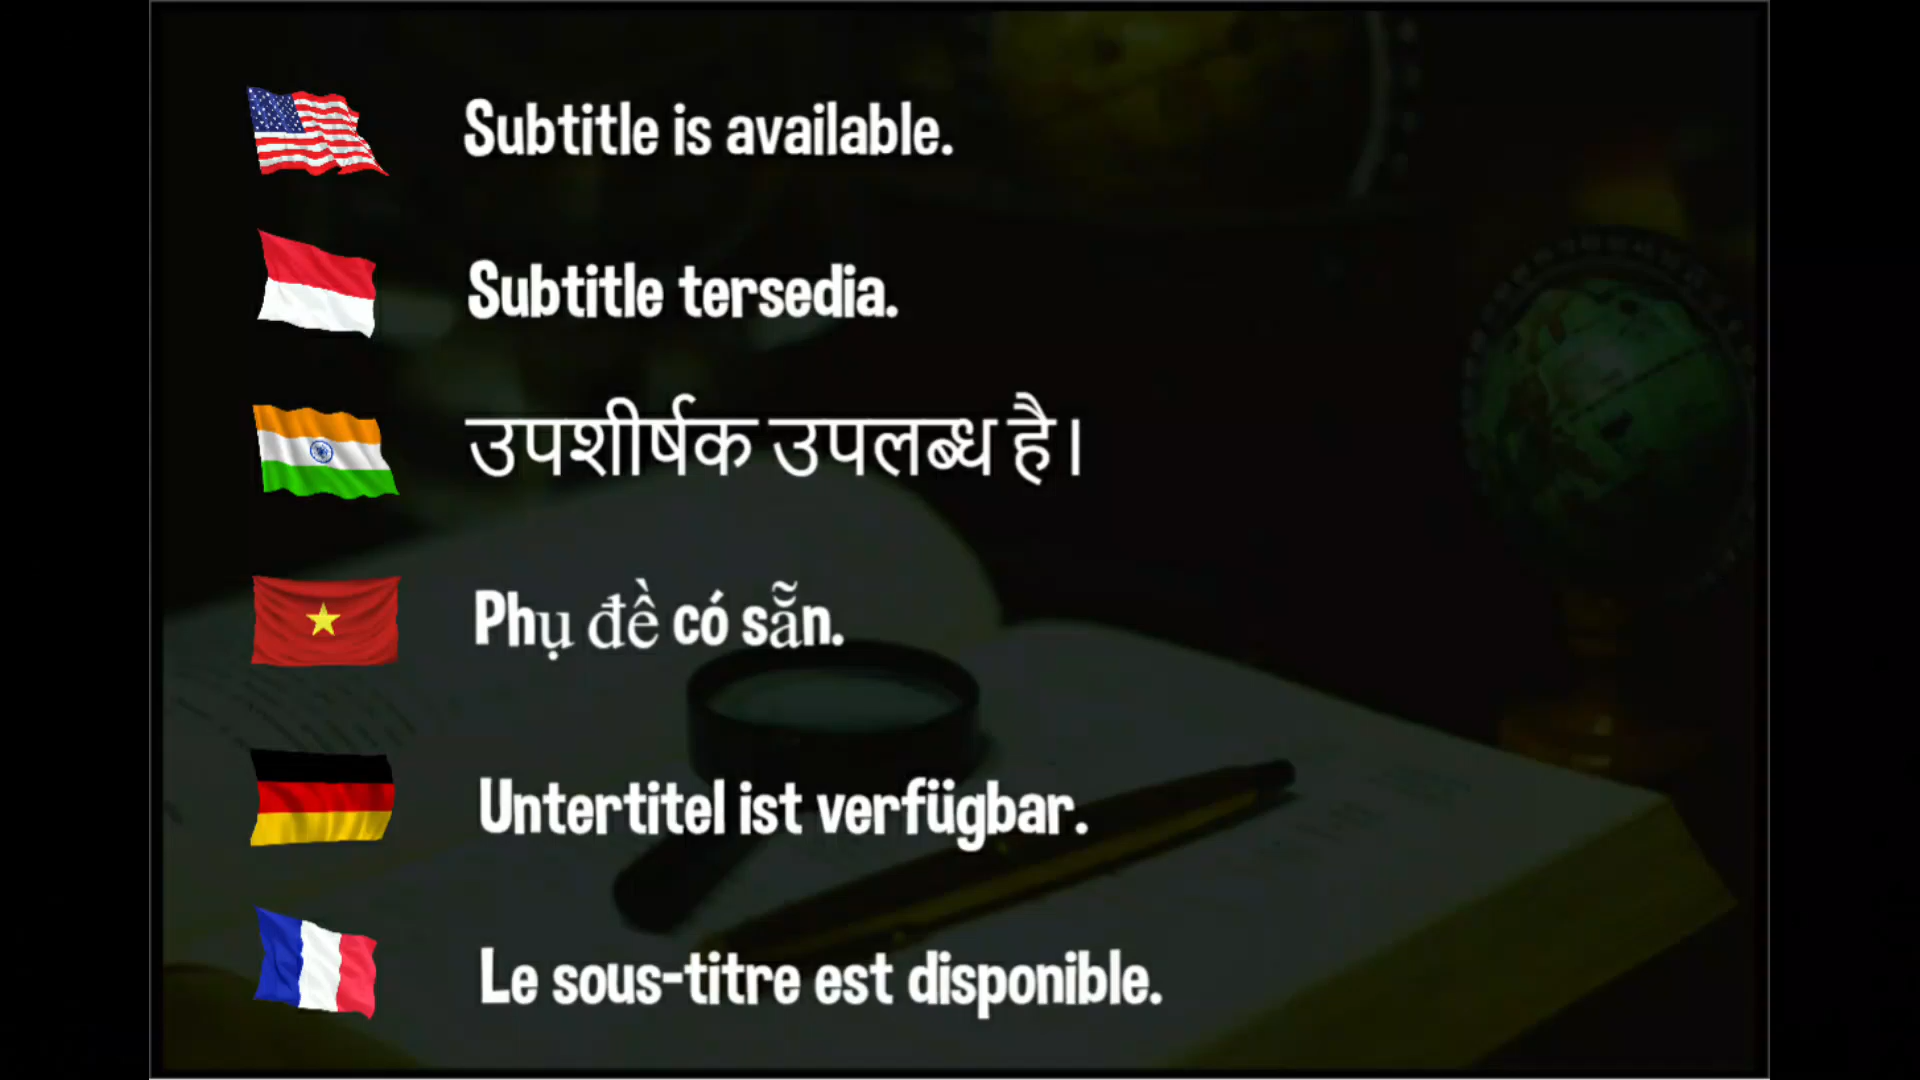 Subtitle is available.
Subtitle tersedia.
उपशीर्षक उपलब्ध है।
Phụ đề có sẵn.
Untertitel ist verfügbar.
Le sous-titre est disponible.